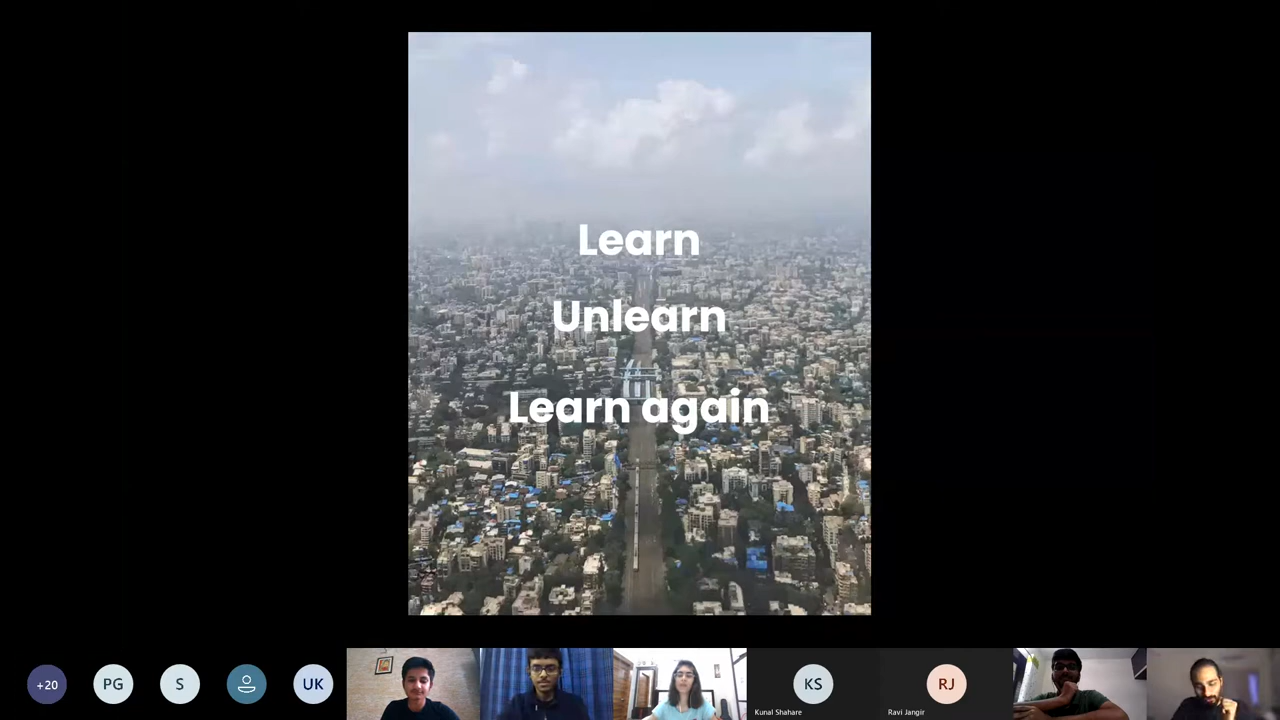 Learn
Unlearn
Learn again
+20
PG
S
UK
KS
Kunal Shahare
RJ
Ravi Jangir